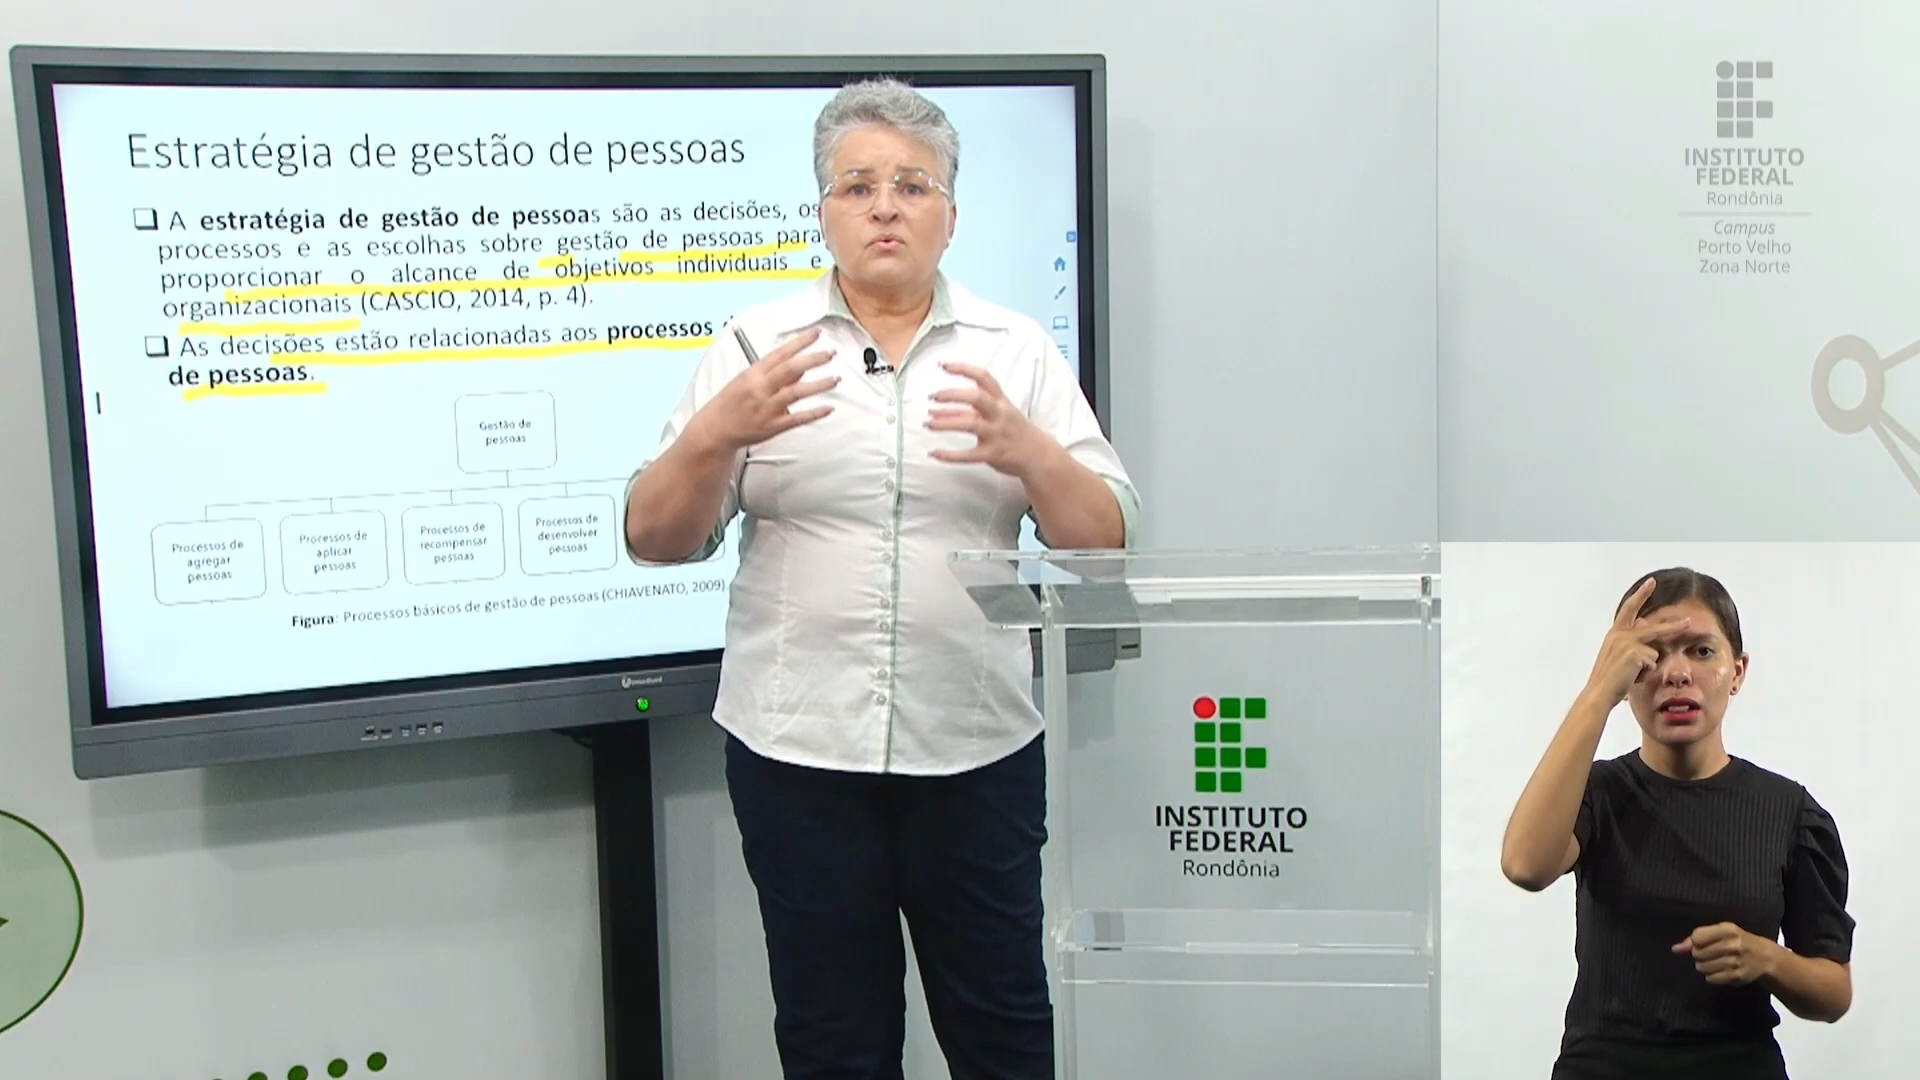 Estratégia de gestão de pessoas
A estratégia de gestão de pessoas são as decisões, os
processos e as escolhas sobre gestão de pessoas para
proporcionar o alcance de objetivos individuais e
organizacionais (CASCIO, 2014, p. 4).
As decisões estão relacionadas aos processos
de pessoas.
Gestão de
pessoas
Processos de
agregar
pessoas
Processos de
aplicar
pessoas
Processos de
recompensar
pessoas
Processos de
desenvolver
pessoas
Figura: Processos básicos de gestão de pessoas (CHIAVENATO, 2009).
INSTITUTO
FEDERAL
Rondônia
Campus
Porto Velho
Zona Norte
INSTITUTO
FEDERAL
Rondônia